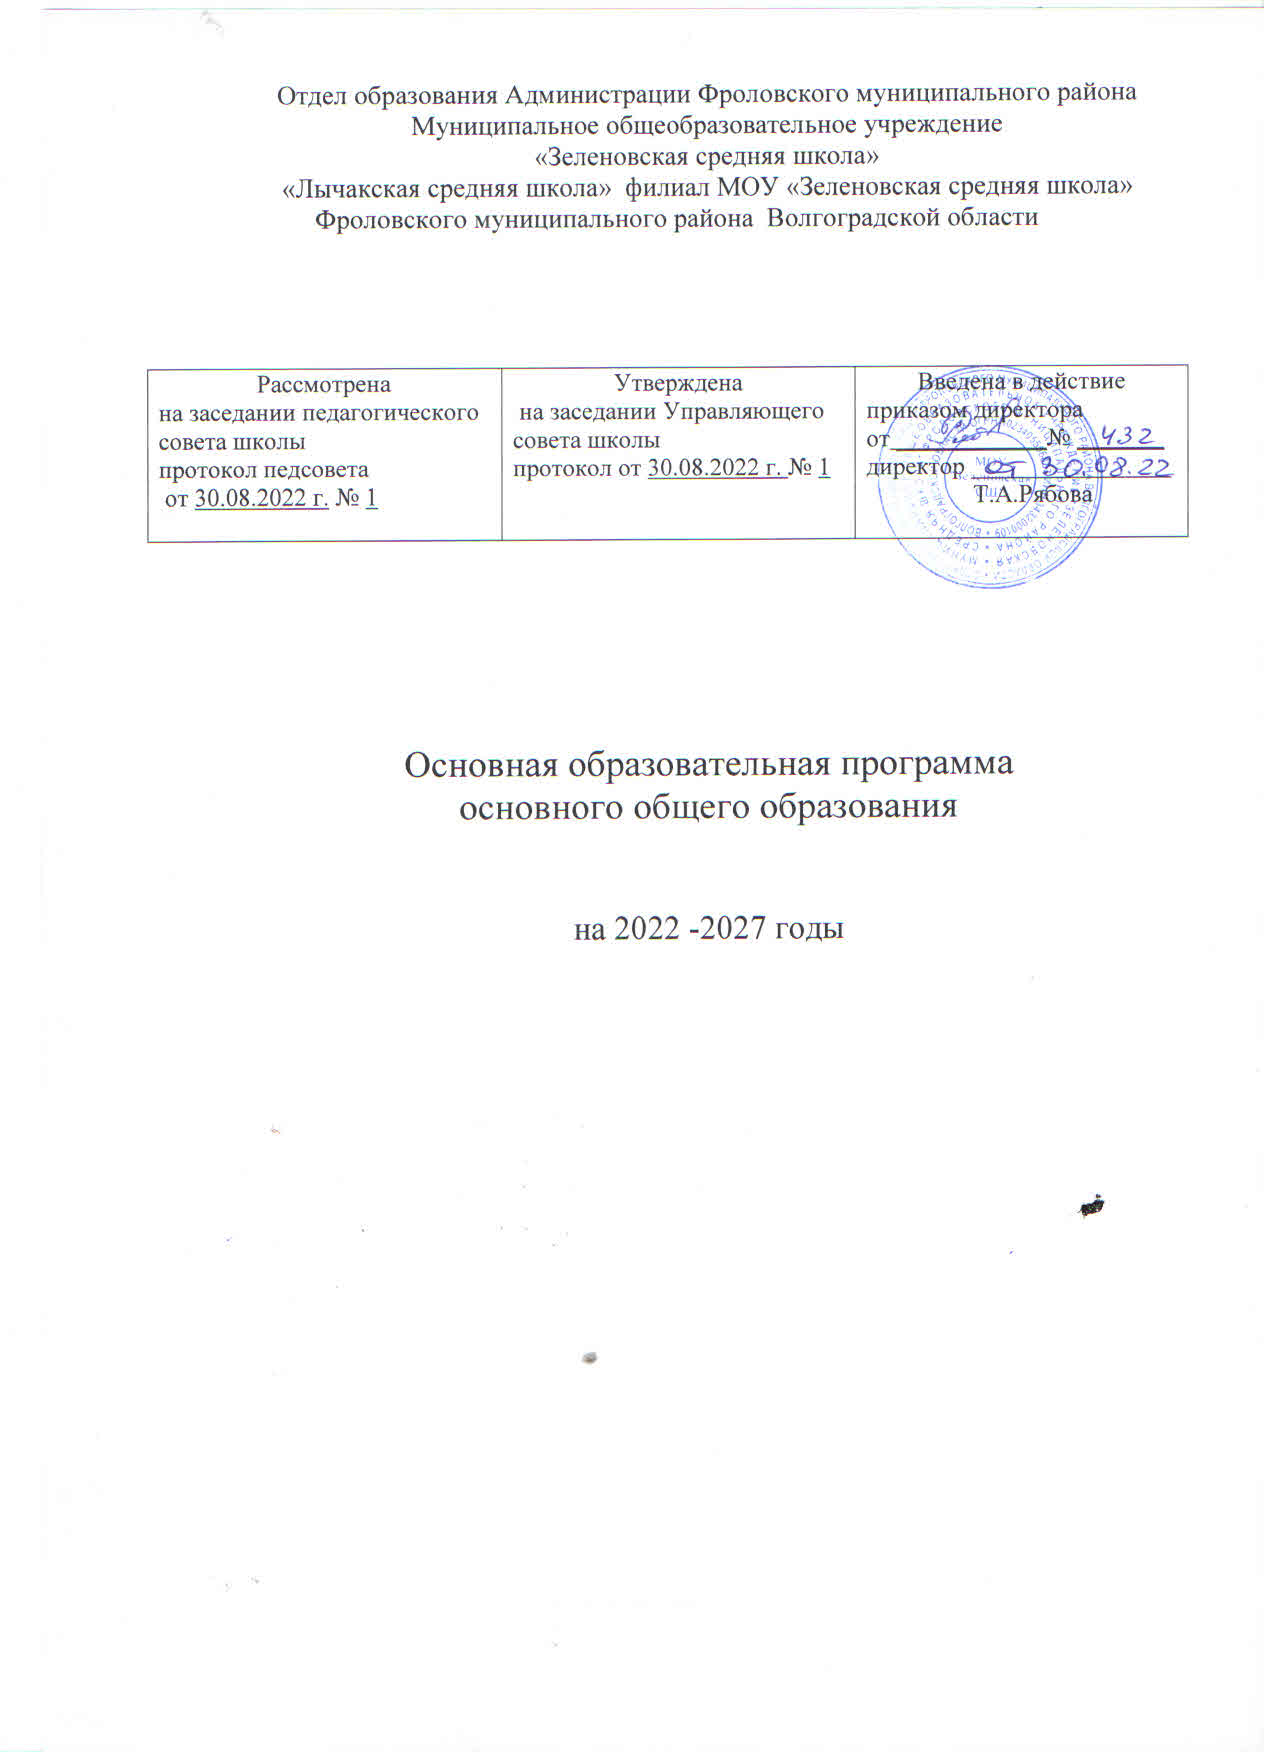 Отдел образования Администрации Фроловского муниципального района
Муниципальное общеобразовательное учреждение
«Зеленовская средняя школа»
«Лычакская средняя школа» филиал МОУ «Зеленовская средняя школа»
Фроловского муниципального района Волгоградской области
Рассмотрена
на заседании педагогического
совета школы
протокол педсовета
от 30.08.2022 г. № 1
Утверждена
на заседании Управляющего
совета школы
протокол от 30.08.2022 г. № 1
Введена в действие
приказом директора
от № 432
директор от 30.08.22
Т.А.Рябова
Основная образовательная программа
основного общего образования
на 2022 -2027 годы